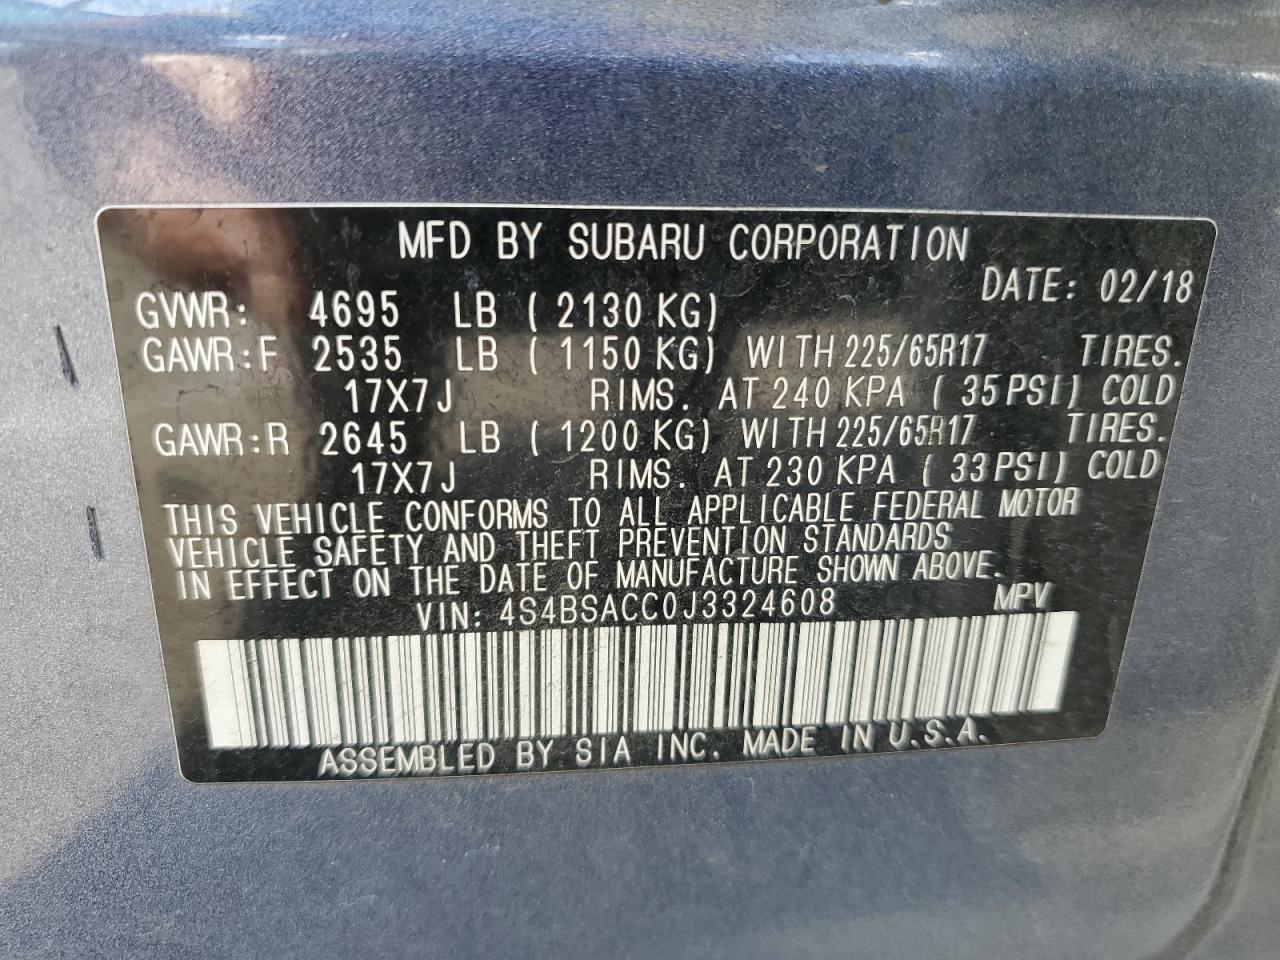 MFD BY SUBARU CORPORATION
DATE: 02/18
GVWR: 4695 LB (2130 KG)
GAWR:F 2535 LB (1150 KG) WITH 225/65R17 TIRES.
17X7J RIMS. AT 240 KPA (35 PSI) COLD
GAWR:R 2645 LB (1200 KG) WITH 225/65R17 TIRES.
17X7J RIMS. AT 230 KPA (33 PSI) COLD
THIS VEHICLE CONFORMS TO ALL APPLICABLE FEDERAL MOTOR
VEHICLE SAFETY AND THEFT PREVENTION STANDARDS
IN EFFECT ON THE DATE OF MANUFACTURE SHOWN ABOVE.
VIN: 4S4BSACC0J3324608 MPV
ASSEMBLED BY SIA INC. MADE IN U.S.A.